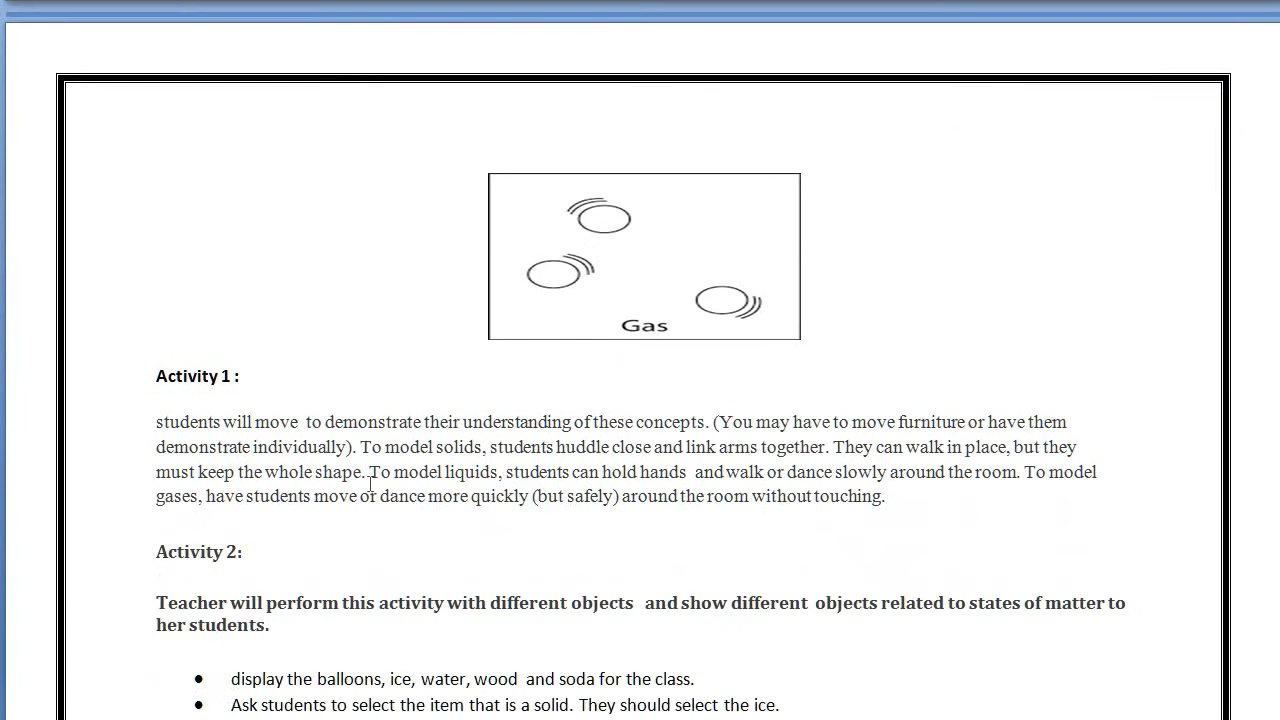 Gas
Activity 1 :
students will move to demonstrate their understanding of these concepts. (You may have to move furniture or have them
demonstrate individually). To model solids, students huddle close and link arms together. They can walk in place, but they
must keep the whole shape. To model liquids, students can hold hands and walk or dance slowly around the room. To model
gases, have students move or dance more quickly (but safely) around the room without touching.
Activity 2:
Teacher will perform this activity with different objects and show different objects related to states of matter to
her students.
● display the balloons, ice, water, wood and soda for the class.
● Ask students to select the item that is a solid. They should select the ice.